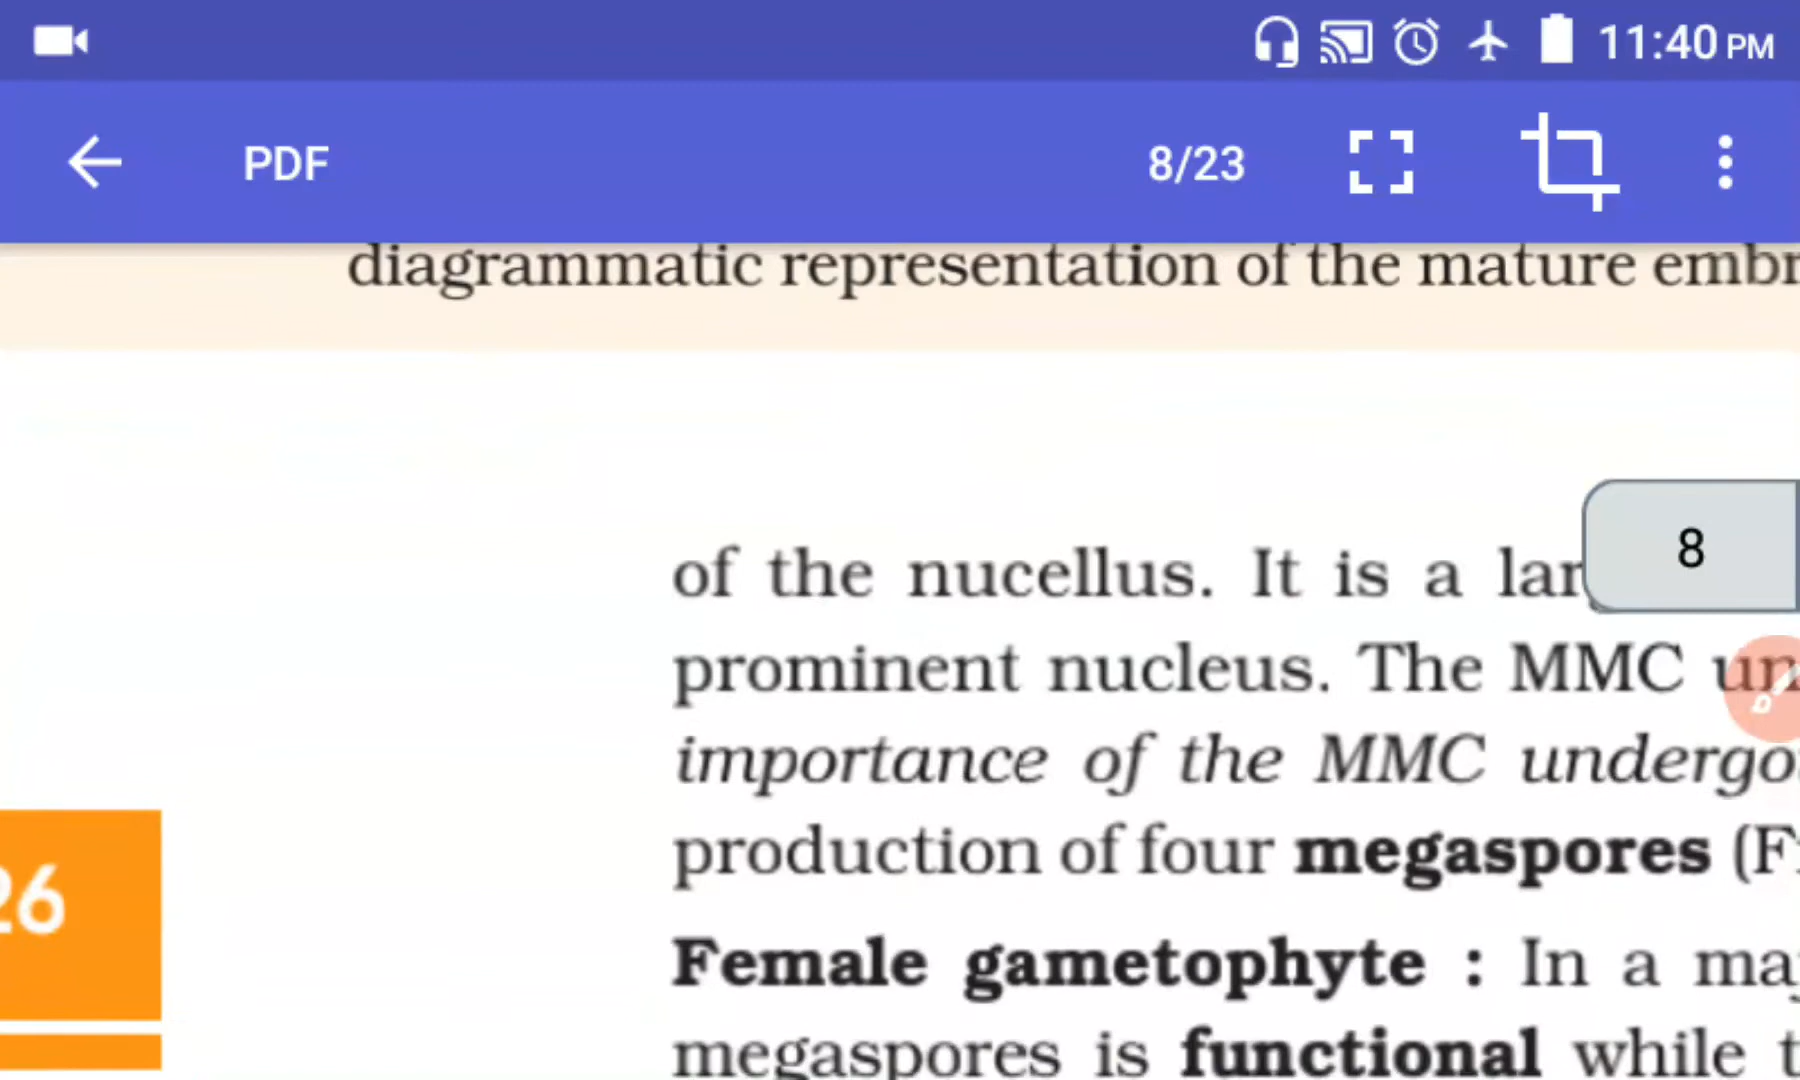 11:40 PM
PDF 8/23
diagrammatic representation of the mature
of the nucellus. It is a
8
prominent nucleus. The MMC
importance of the MMC
production of four megaspores
26
Female gametophyte : In a
megaspores is functional while